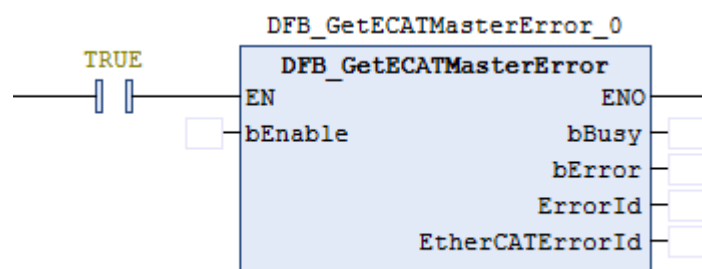 DFB_GetECATMasterError_0
TRUE
DFB_GetECATMasterError
EN ENO
bEnable bBusy
bError
ErrorId
EtherCATErrorId